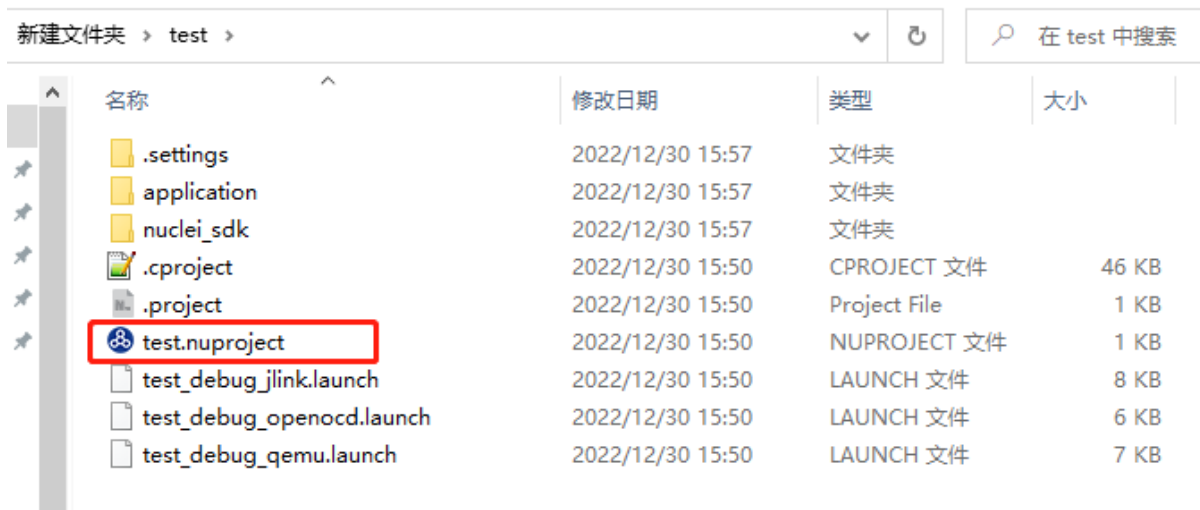 新建文件夹 › test ›
在 test 中搜索
名称 修改日期 类型 大小
.settings 2022/12/30 15:57 文件夹
application 2022/12/30 15:57 文件夹
nuclei_sdk 2022/12/30 15:57 文件夹
.cproject 2022/12/30 15:50 CPROJECT 文件 46 KB
.project 2022/12/30 15:50 Project File 1 KB
test.nuproject 2022/12/30 15:50 NUPROJECT 文件 1 KB
test_debug_jlink.launch 2022/12/30 15:50 LAUNCH 文件 8 KB
test_debug_openocd.launch 2022/12/30 15:50 LAUNCH 文件 6 KB
test_debug_qemu.launch 2022/12/30 15:50 LAUNCH 文件 7 KB